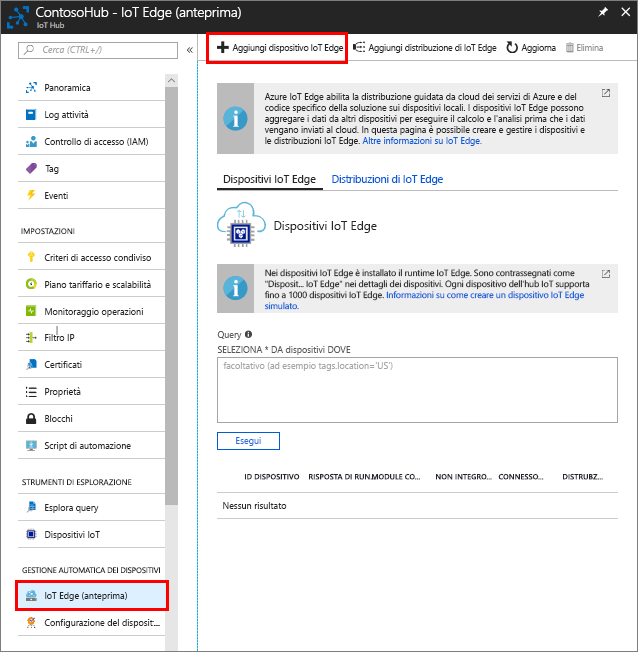 ContosoHub - IoT Edge (anteprima)
IoT Hub
Cerca (CTRL+/)
Panoramica
Log attività
Controllo di accesso (IAM)
Tag
Eventi
IMPOSTAZIONI
Criteri di accesso condiviso
Piano tariffario e scalabilità
Monitoraggio operazioni
Filtro IP
Certificati
Proprietà
Blocchi
Script di automazione
STRUMENTI DI ESPLORAZIONE
Esplora query
Dispositivi IoT
GESTIONE AUTOMATICA DEI DISPOSITIVI
IoT Edge (anteprima)
Configurazione del disposit...
Aggiungi dispositivo IoT Edge
Aggiungi distribuzione di IoT Edge
Aggioma
Elimina
Azure IoT Edge abilita la distribuzione guidata da cloud dei servizi di Azure e del
codice specifico della soluzione sui dispositivi locali. I dispositivi IoT Edge possono
aggregare i dati da altri dispositivi per eseguire il calcolo e l'analisi prima che i dati
vengano inviati al cloud. In questa pagina è possibile creare e gestire i dispositivi e
le distribuzioni IoT Edge. Altre informazioni su IoT Edge.
Dispositivi IoT Edge
Distribuzioni di IoT Edge
Dispositivi IoT Edge
Nei dispositivi IoT Edge è installato il runtime IoT Edge. Sono contrassegnati come
"Disposit... IoT Edge" nei dettagli dei dispositivi. Ogni dispositivo dell'hub IoT supporta
fino a 1000 dispositivi IoT Edge. Informazioni su come creare un dispositivo IoT Edge
simulato.
Query
SELEZIONA * DA dispositivi DOVE
facoltativo (ad esempio tags.location='US')
Esegui
ID DISPOSITIVO RISPOSTA DI RUN.MODULE CO... NON INTEGRO... CONNESSO... DISTRUBZ...
Nessun risultato